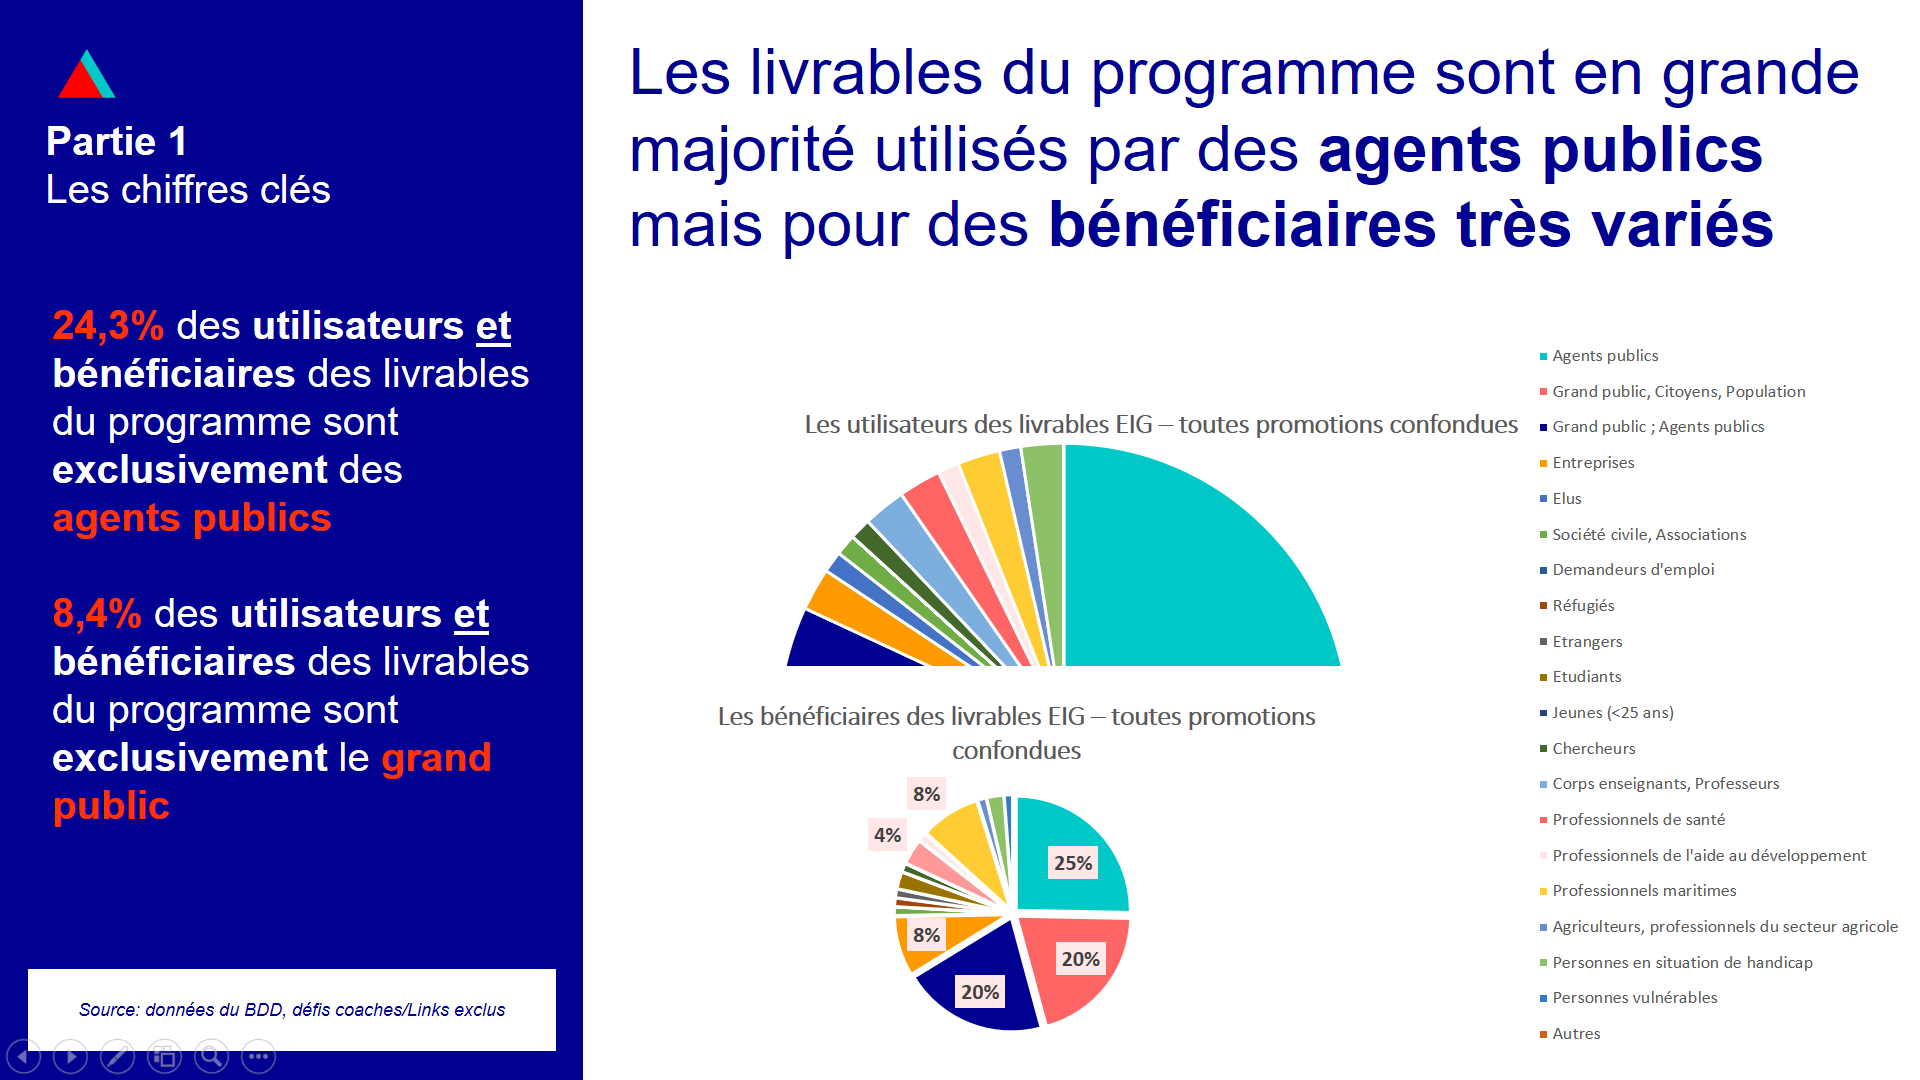 Partie 1
Les chiffres clés
24,3% des utilisateurs et
bénéficiaires des livrables
du programme sont
exclusivement des
agents publics
8,4% des utilisateurs et
bénéficiaires des livrables
du programme sont
exclusivement le grand
public
Source: données du BDD, défis coaches/Links exclus
Les livrables du programme sont en grande
majorité utilisés par des agents publics
mais pour des bénéficiaires très variés
Les utilisateurs des livrables EIG – toutes promotions confondues
Les bénéficiaires des livrables EIG – toutes promotions
confondues
8%
4%
25%
8%
20%
20%
Agents publics
Grand public, Citoyens, Population
Grand public ; Agents publics
Entreprises
Elus
Société civile, Associations
Demandeurs d'emploi
Réfugiés
Etrangers
Etudiants
Jeunes (<25 ans)
Chercheurs
Corps enseignants, Professeurs
Professionnels de santé
Professionnels de l'aide au développement
Professionnels maritimes
Agriculteurs, professionnels du secteur agricole
Personnes en situation de handicap
Personnes vulnérables
Autres